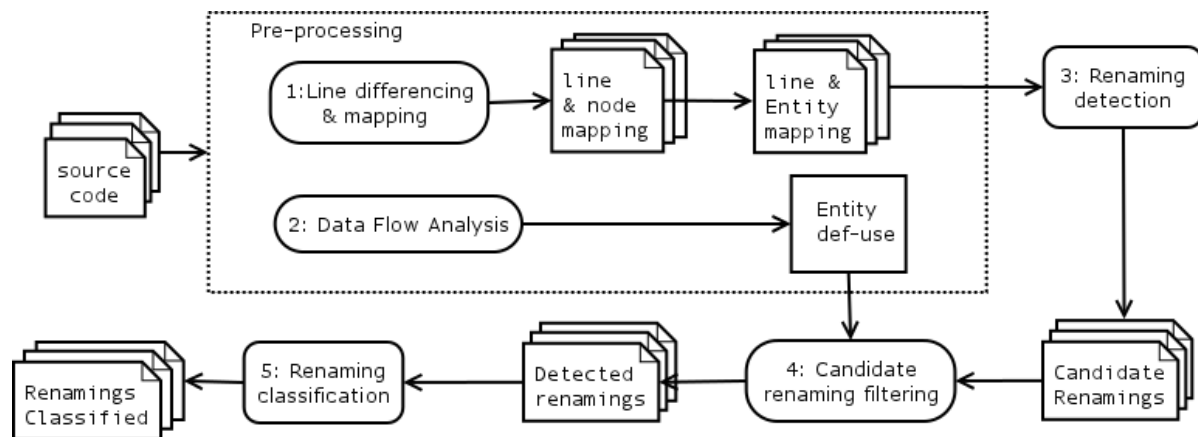 Pre-processing
1:Line differencing
& mapping
line
& node
mapping
line &
Entity
mapping
3: Renaming
detection
source
code
2: Data Flow Analysis
Entity
def-use
Renamings
Classified
5: Renaming
classification
Detected
renamings
4: Candidate
renaming filtering
Candidate
Renamings